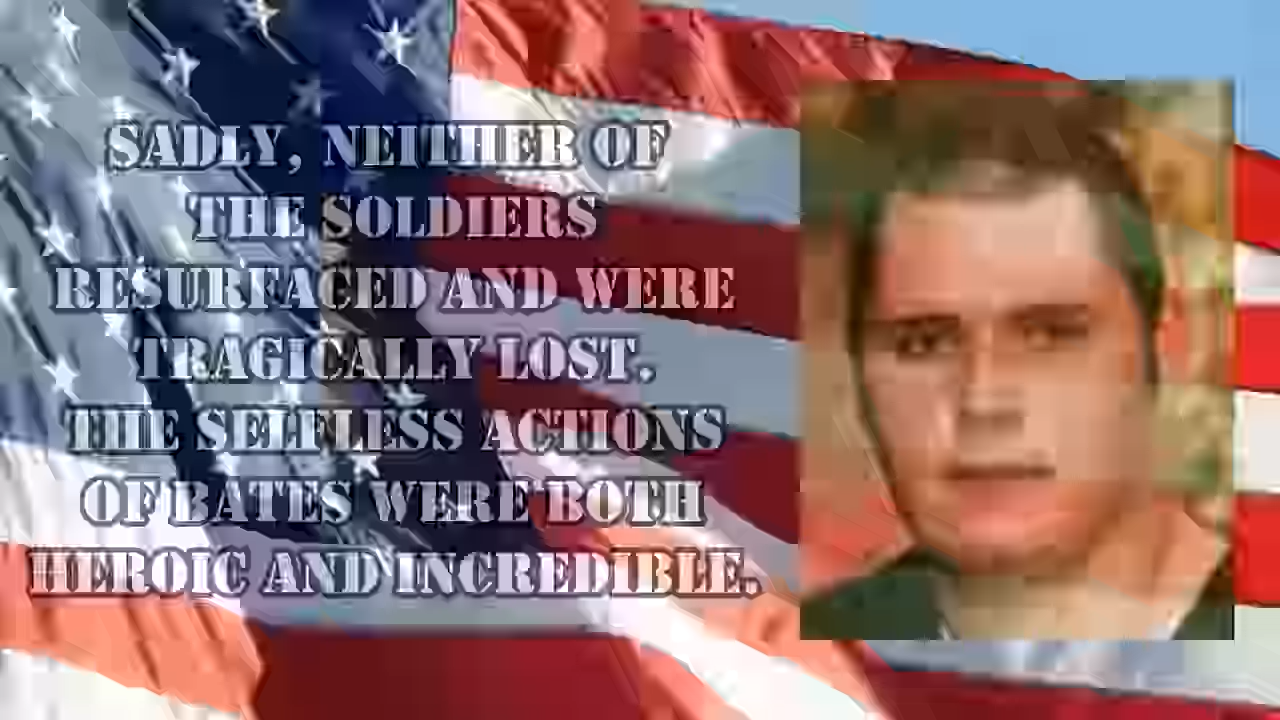 SADLY, NEITHER OF
THE SOLDIERS
RESURFACED AND WERE
TRAGICALLY LOST.
THE SELFLESS ACTIONS
OF BATES WERE BOTH
HEROIC AND INCREDIBLE.